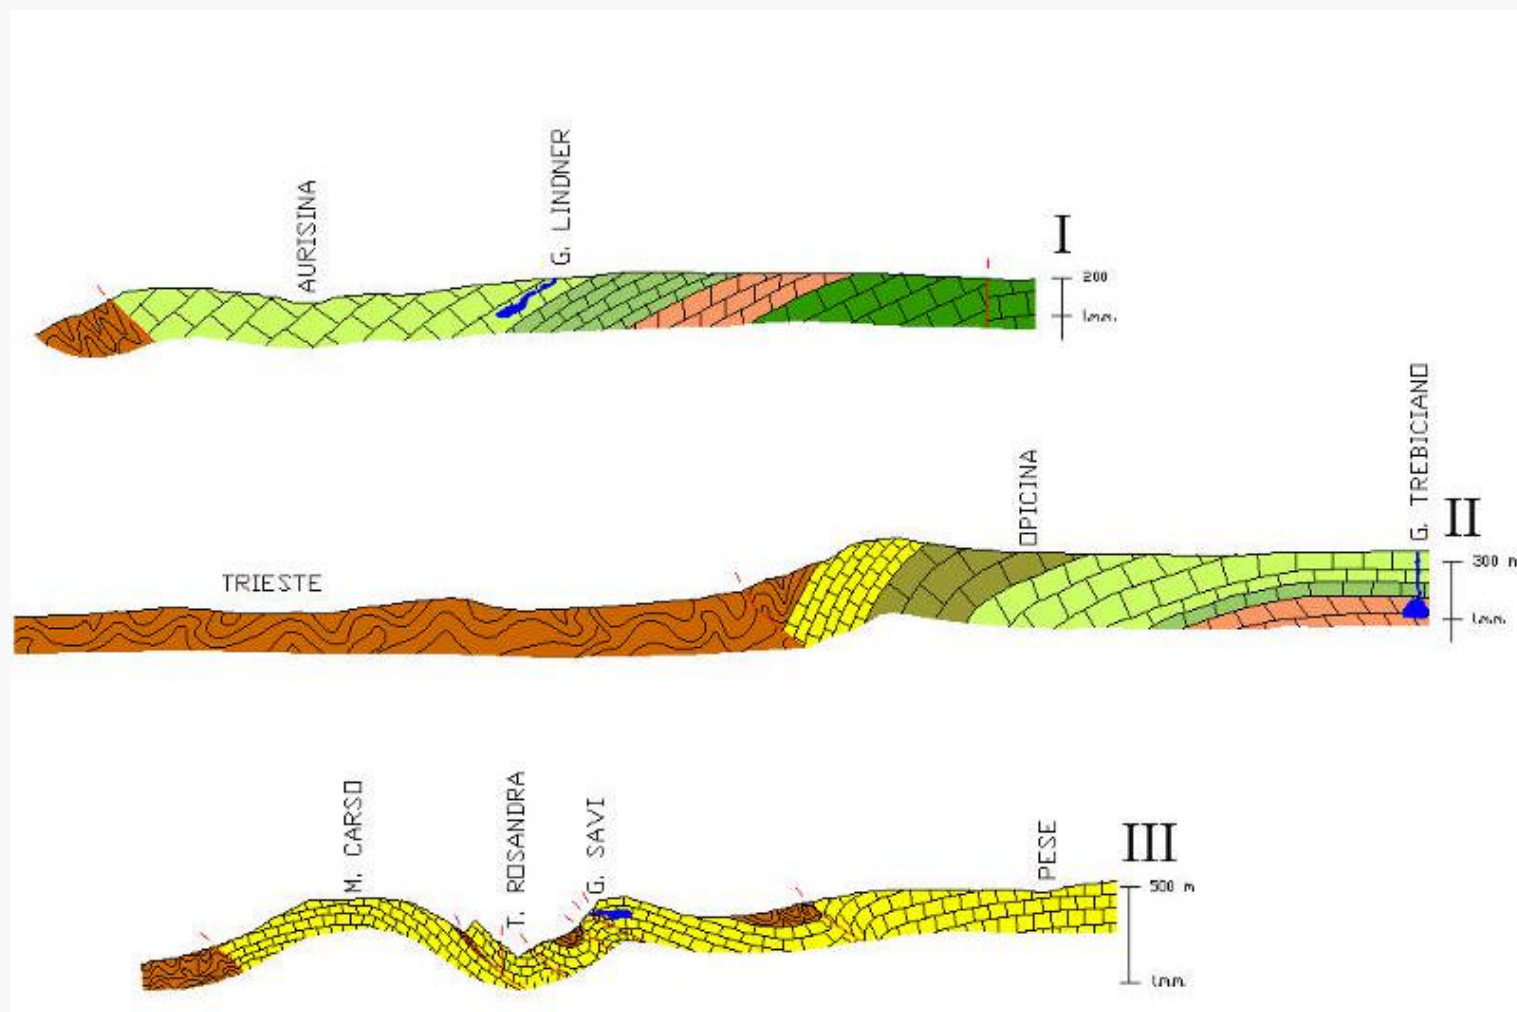 G. LINDNER
AURISINA
I
200
l.m.m.
G. TREBICIANO
OPICINA
II
300 m
l.m.m.
TRIESTE
M. CARSO
T. ROSANDRA
G. SAVI
PESE
III
500 m
l.m.m.